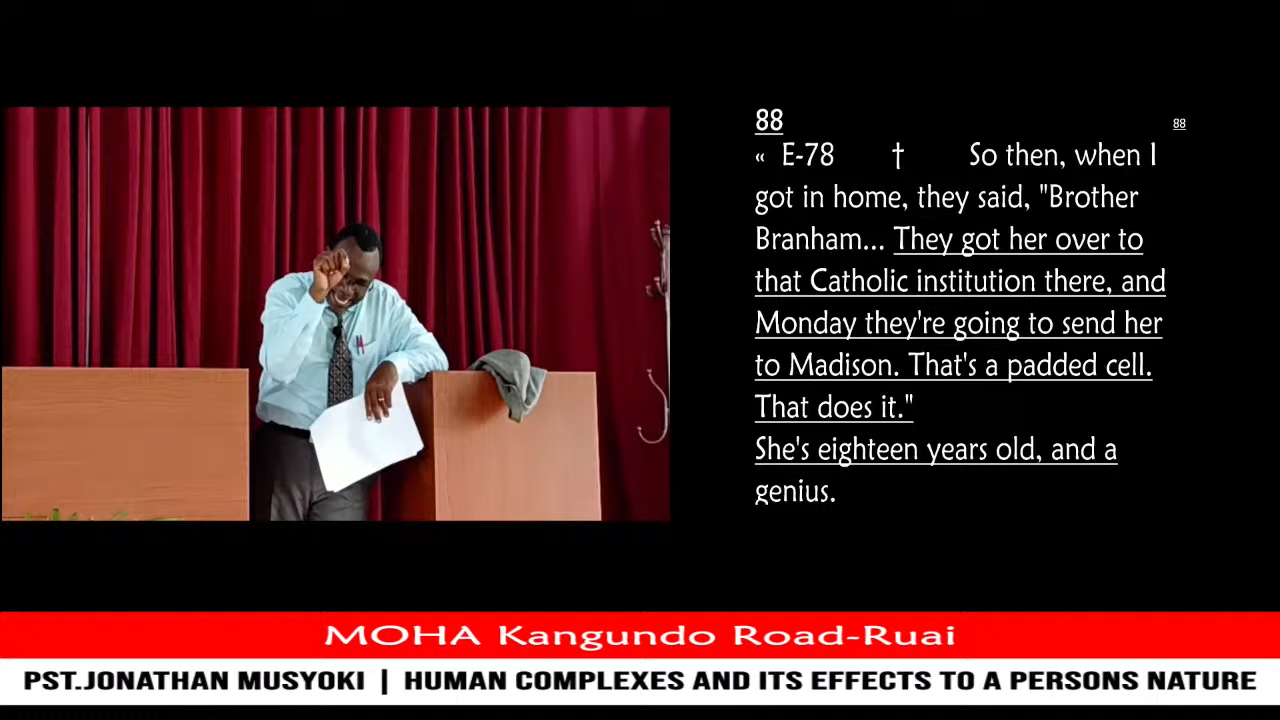 88
88
« E-78 † So then, when I
got in home, they said, "Brother
Branham... They got her over to
that Catholic institution there, and
Monday they're going to send her
to Madison. That's a padded cell.
That does it."
She's eighteen years old, and a
genius.
MOHA Kangundo Road-Ruai
PST.JONATHAN MUSYOKI | HUMAN COMPLEXES AND ITS EFFECTS TO A PERSONS NATURE